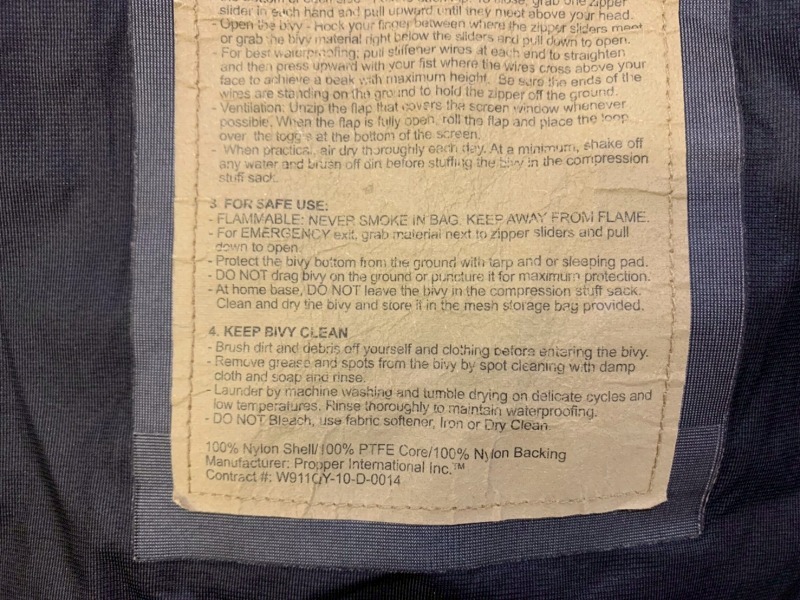 slider in each hand and pull upward until they meet above your head.
- Open the bivy - Hook your finger between where the zipper sliders meet
or grab the bivy material right below the sliders and pull down to open.
- For best waterproofing, pull stiffener wires at each end to straighten
and then press upward with your fist where the wires cross above your
face to achieve a peak with maximum height. Be sure the ends of the
wires are standing on the ground to hold the zipper off the ground.
- Ventilation: Unzip the flap that covers the screen window whenever
possible. When the flap is fully open, roll the flap and place the loop
over the toggle at the bottom of the screen.
- When practical, air dry thoroughly each day. At a minimum, shake off
any water and brush off dirt before stuffing the bivy in the compression
stuff sack.
3. FOR SAFE USE:
- FLAMMABLE: NEVER SMOKE IN BAG. KEEP AWAY FROM FLAME.
- For EMERGENCY exit, grab material next to zipper sliders and pull
down to open.
- Protect the bivy bottom from the ground with tarp or sleeping pad.
- DO NOT drag bivy on the ground or puncture it for maximum protection.
- At home base, DO NOT leave the bivy in the compression stuff sack.
Clean and dry the bivy and store it in the mesh storage bag provided.
4. KEEP BIVY CLEAN
- Brush dirt and debris off yourself and clothing before entering the bivy.
- Remove grease and spots from the bivy by spot cleaning with damp
cloth and soap and rinse.
- Launder by machine washing and tumble drying on delicate cycles and
low temperatures. Rinse thoroughly to maintain waterproofing.
- DO NOT Bleach, use fabric softener, Iron or Dry Clean.
100% Nylon Shell/100% PTFE Core/100% Nylon Backing
Manufacturer: Propper International Inc.™
Contract #: W911QY-10-D-0014